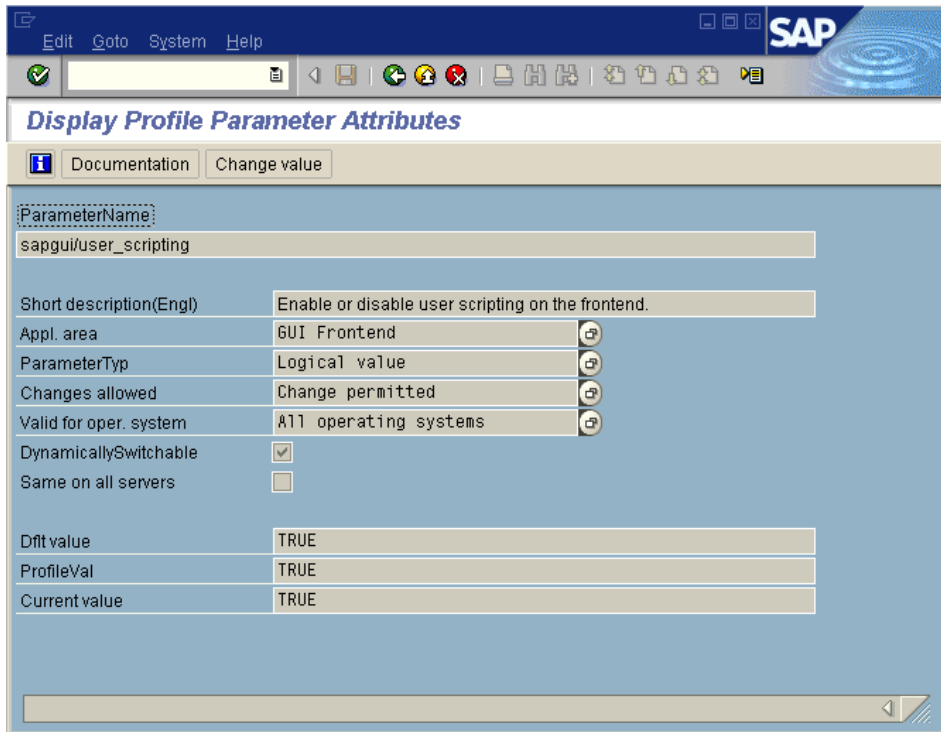 Edit Goto System Help
SAP
Display Profile Parameter Attributes
Documentation Change value
ParameterName
sapgui/user_scripting
Short description(Engl) Enable or disable user scripting on the frontend.
Appl. area GUI Frontend
ParameterTyp Logical value
Changes allowed Change permitted
Valid for oper. system All operating systems
DynamicallySwitchable
Same on all servers
Dflt value TRUE
ProfileVal TRUE
Current value TRUE